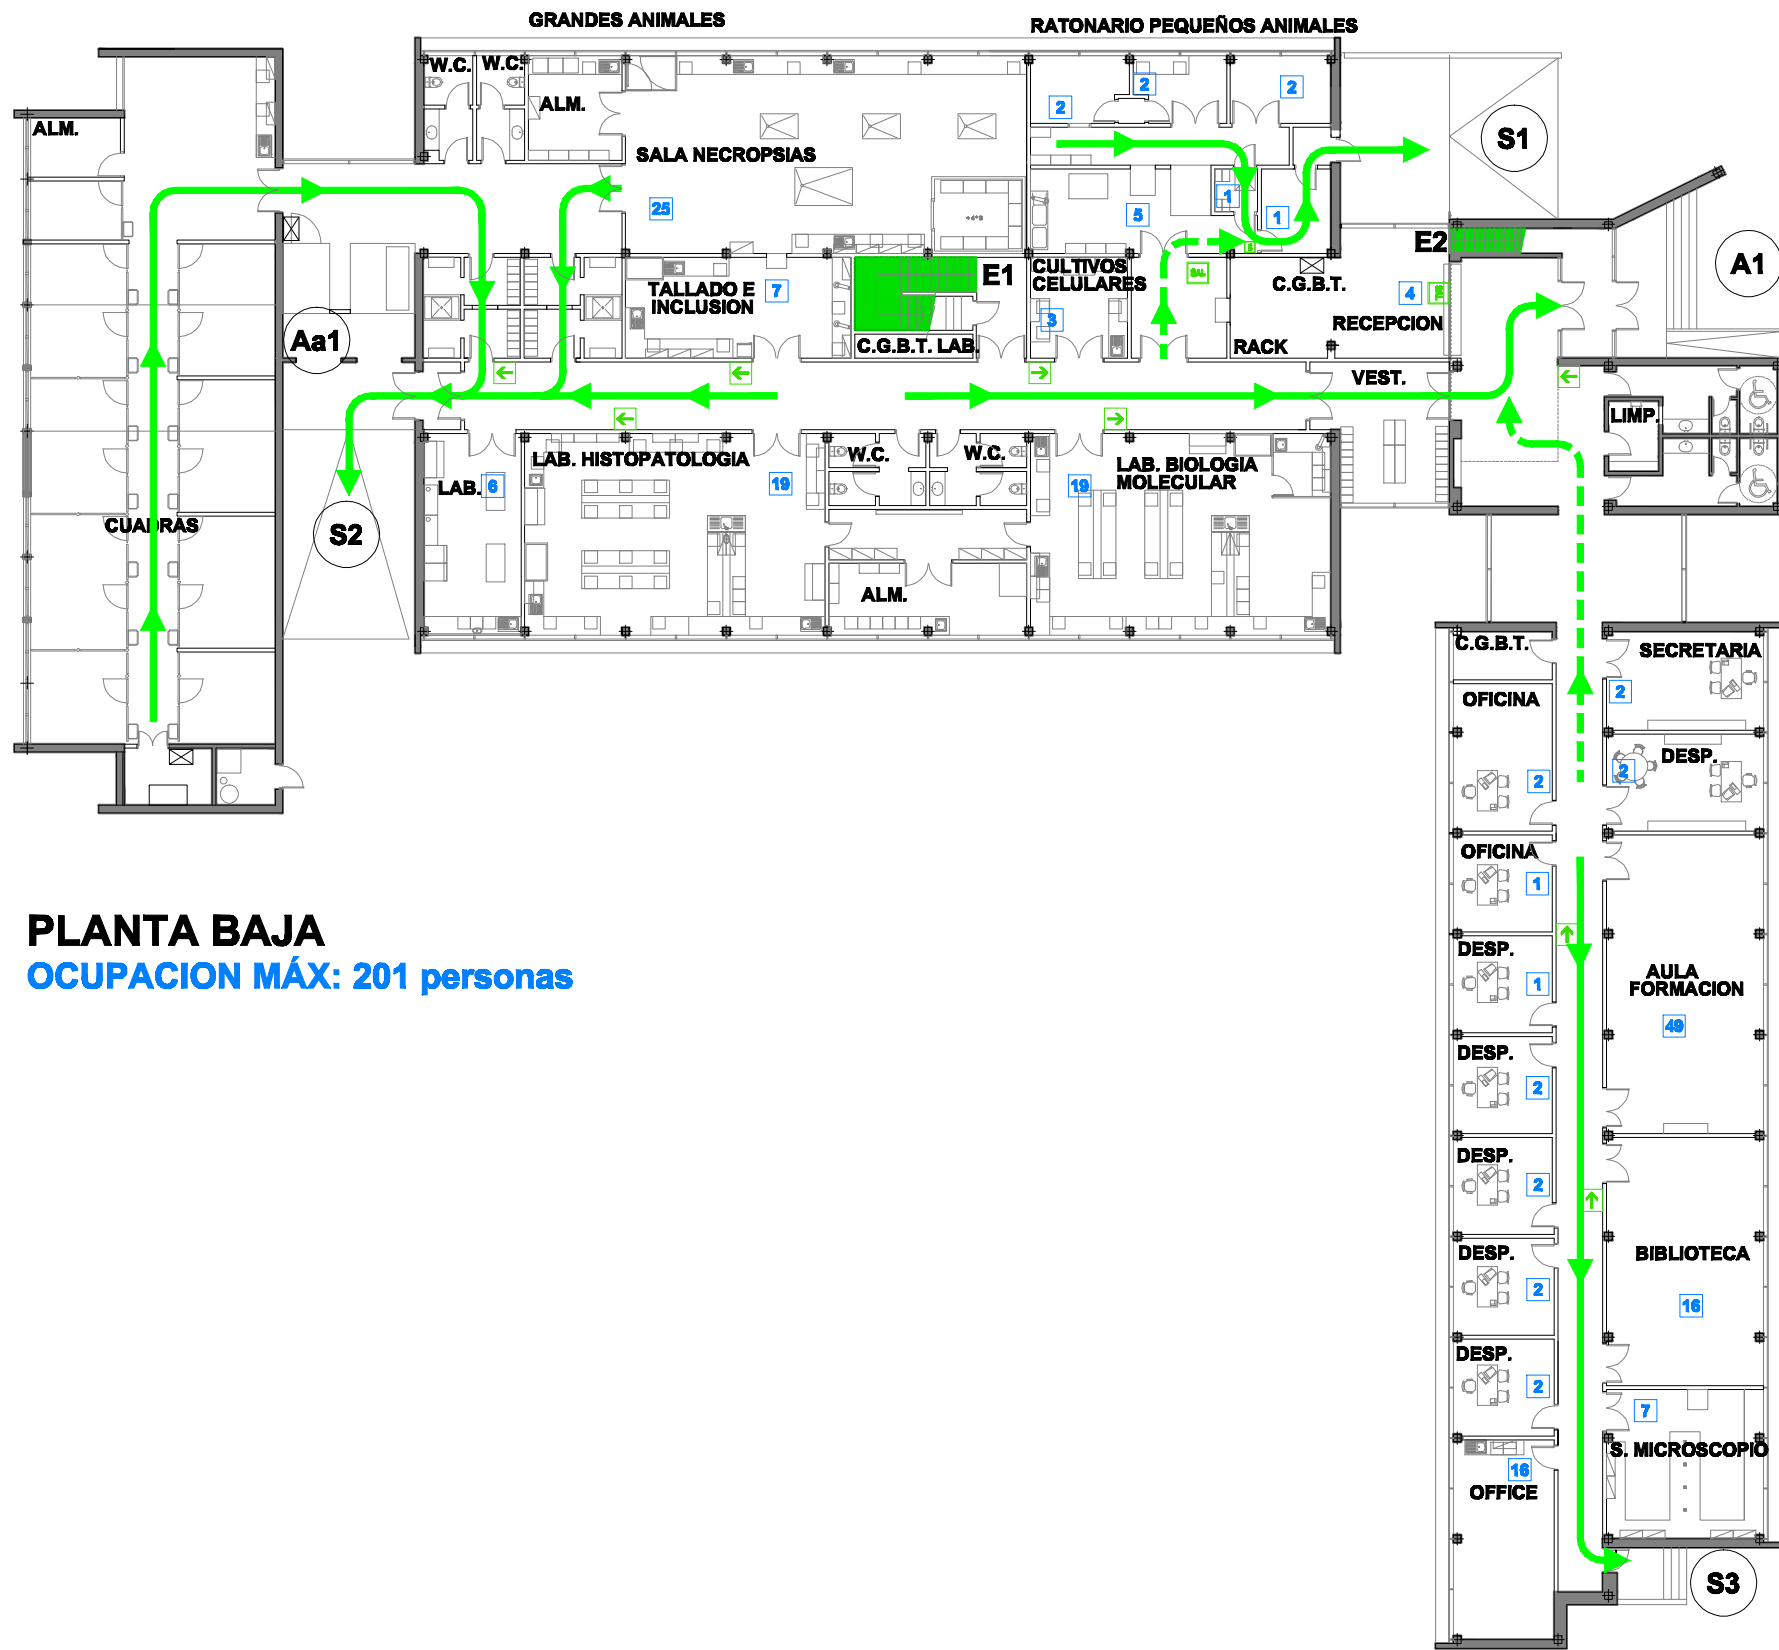 GRANDES ANIMALES
RATONARIO PEQUEÑOS ANIMALES
W.C.
W.C.
ALM.
ALM.
2
2
2
S1
SALA NECROPSIAS
25
+4ºS
5
1
1
E1
E2
A1
CULTIVOS
CELULARES
3
SAL
C.G.B.T.
4
RECEPCION
TALLADO E
INCLUSION
7
C.G.B.T. LAB.
RACK
Aa1
VEST.
LIMP.
LAB. HISTOPATOLOGIA
19
LAB.
6
W.C.
W.C.
LAB. BIOLOGIA
MOLECULAR
19
CUADRAS
S2
ALM.
C.G.B.T.
SECRETARIA
2
OFICINA
2
DESP.
2
OFICINA
1
DESP.
1
AULA
FORMACION
49
DESP.
2
DESP.
2
DESP.
2
BIBLIOTECA
16
DESP.
2
7
S. MICROSCOPIO
16
OFFICE
S3
PLANTA BAJA
OCUPACION MÁX: 201 personas